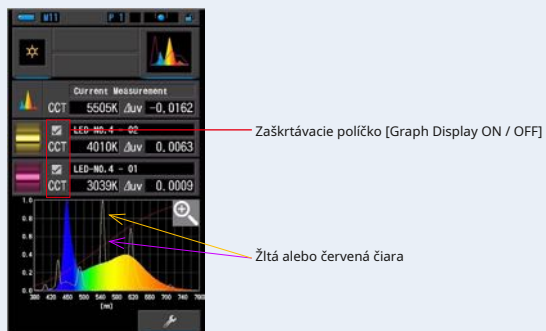 M11 P 1
Current Measurement
CCT 5505K ⊿uv -0,0162
LED-NO.4 - 02
CCT 4010K ⊿uv 0.0063
LED-NO.4 - 01
CCT 3039K ⊿uv 0.0009
Zaškrtávacie políčko [Graph Display ON / OFF]
1.0
0.8
0.6
0.4
0.2
0.0
380 420 460 500 540 580 620 660 700 740 780
[nm]
Žltá alebo červená čiara